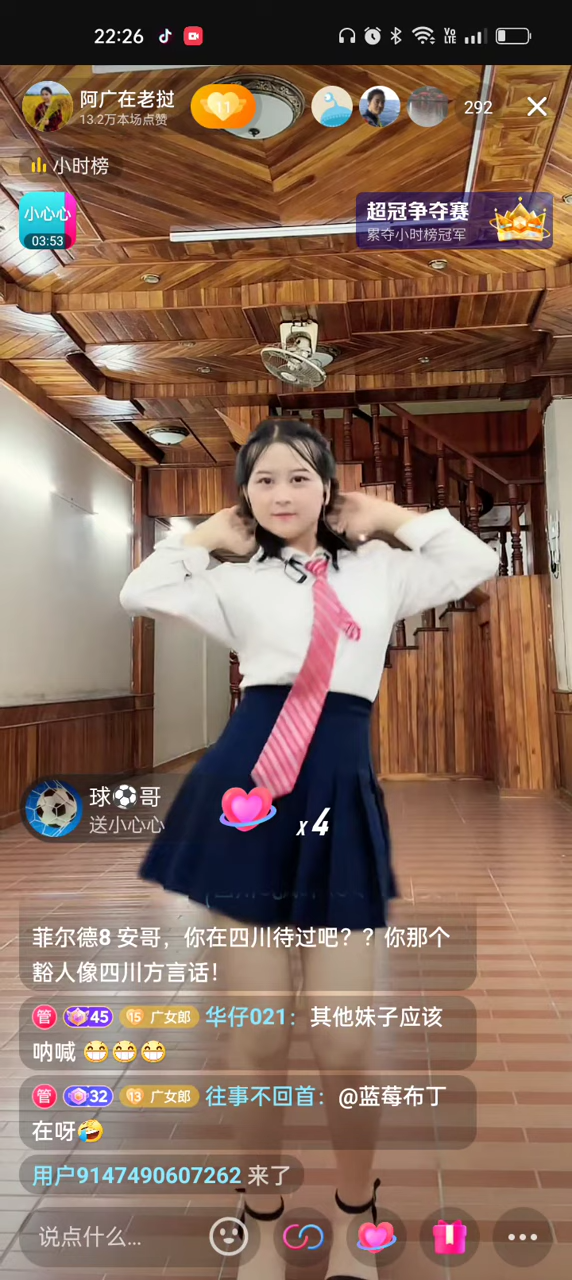 22:26
VO LTE
阿广在老挝
13.2万本场点赞
11
292
小时榜
小心心
03:53
超冠争夺赛
累夺小时榜冠军
球⚽哥
送小心心
x4
菲尔德8 安哥，你在四川待过吧？？你那个
豁人像四川方言话！
管 45 15 广女郎 华仔021：其他妹子应该
呐喊 😁😁😁
管 32 13 广女郎 往事不回首：@蓝莓布丁
在呀🤣
用户9147490607262 来了
说点什么...